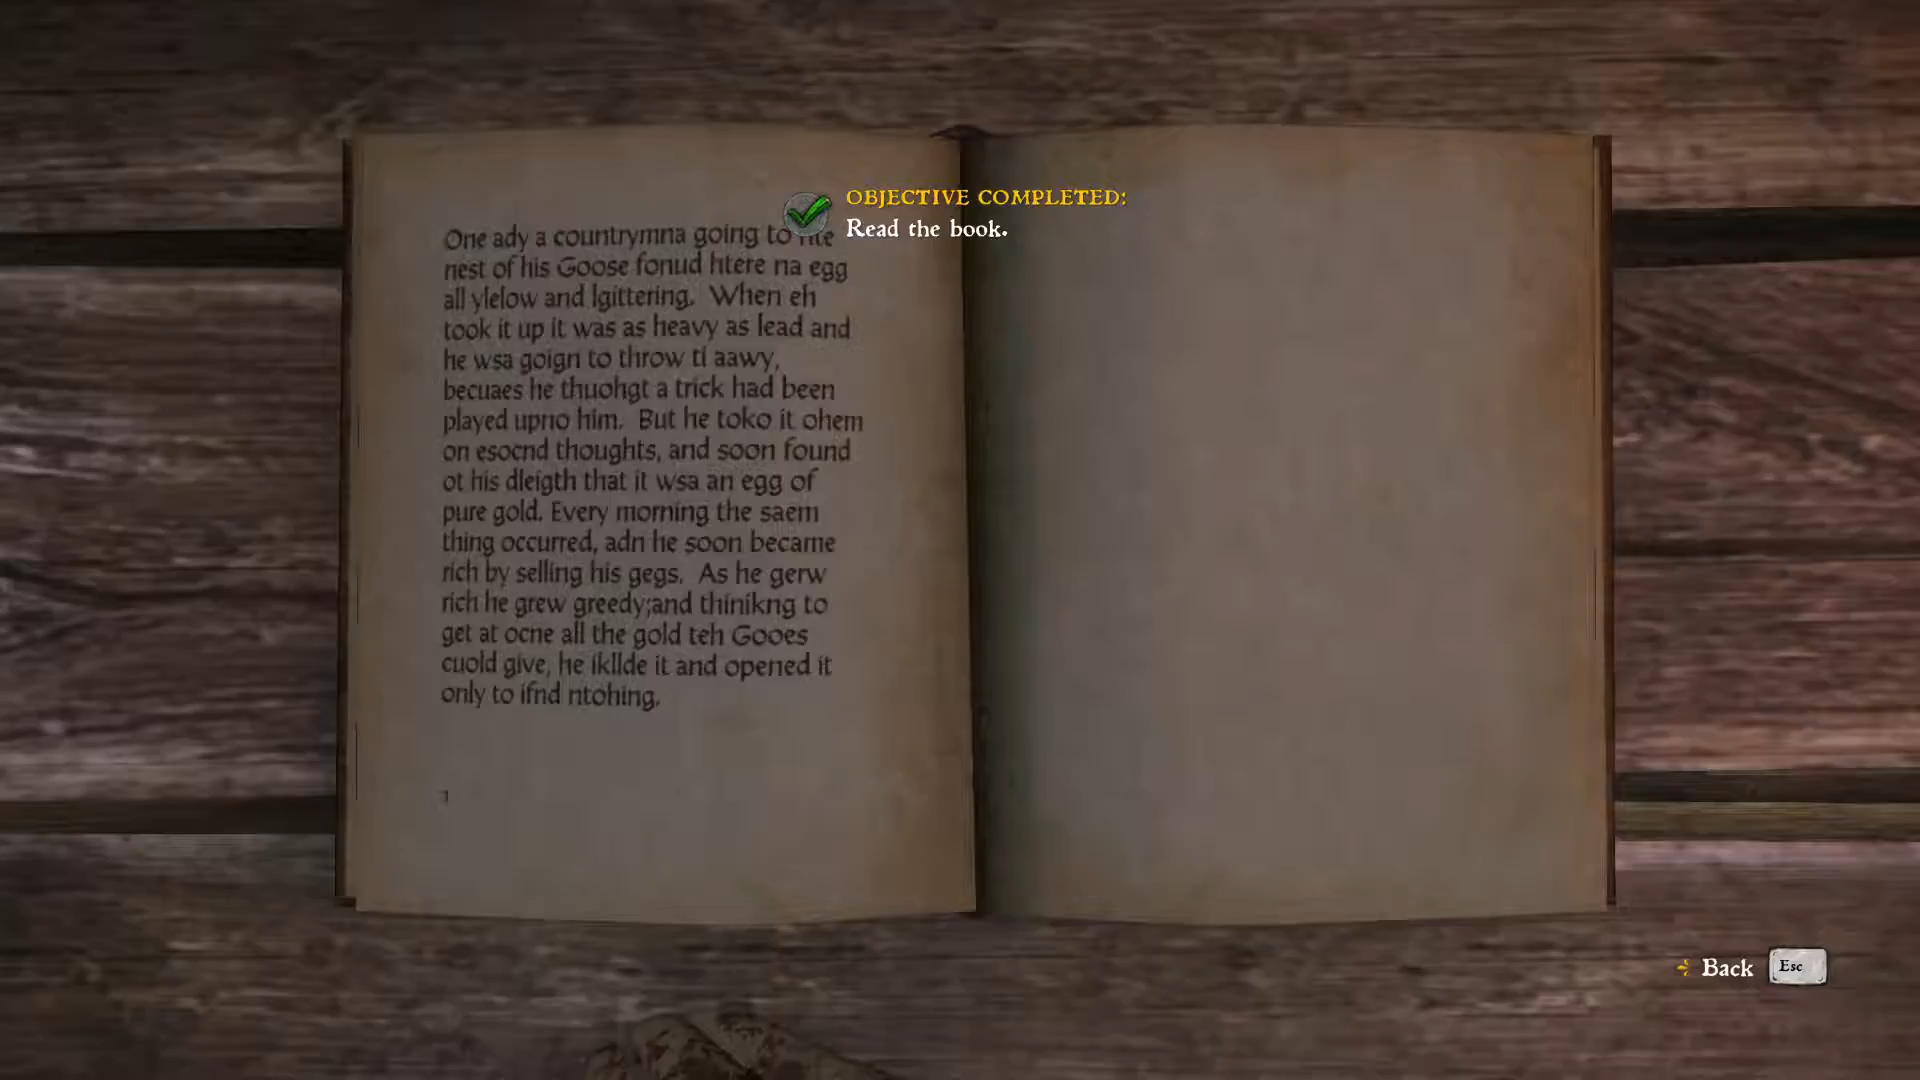 OBJECTIVE COMPLETED:
Read the book.
One ady a countrymna going to
nest of his Goose fonud htere na egg
all ylelow and lgittering. When eh
took it up it was as heavy as lead and
he wsa goign to throw ti aawy,
becuaes he thuohgt a trick had been
played upno him. But he toko it ohem
on esocnd thoughts, and soon found
ot his dleigth that it wsa an egg of
pure gold. Every morning the saem
thing occurred, adn he soon became
rich by selling his gegs. As he gerw
rich he grew greedy;and thinikng to
get at ocne all the gold teh Gooes
cuold give, he ikllde it and opened it
only to ifnd ntohing.
Back Esc